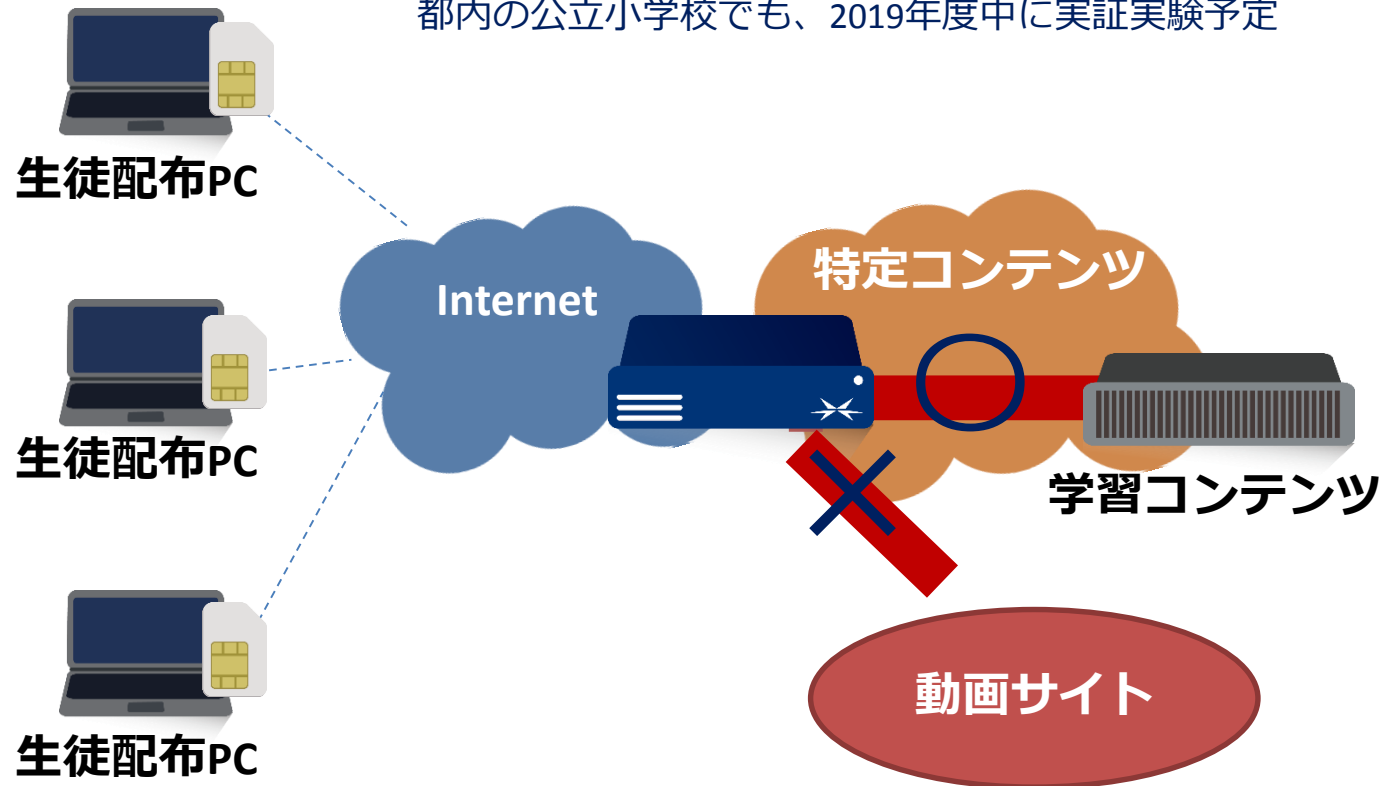 都内の公立小学校でも、2019年度中に実証実験予定
生徒配布PC
Internet
特定コンテンツ
生徒配布PC
学習コンテンツ
動画サイト
生徒配布PC